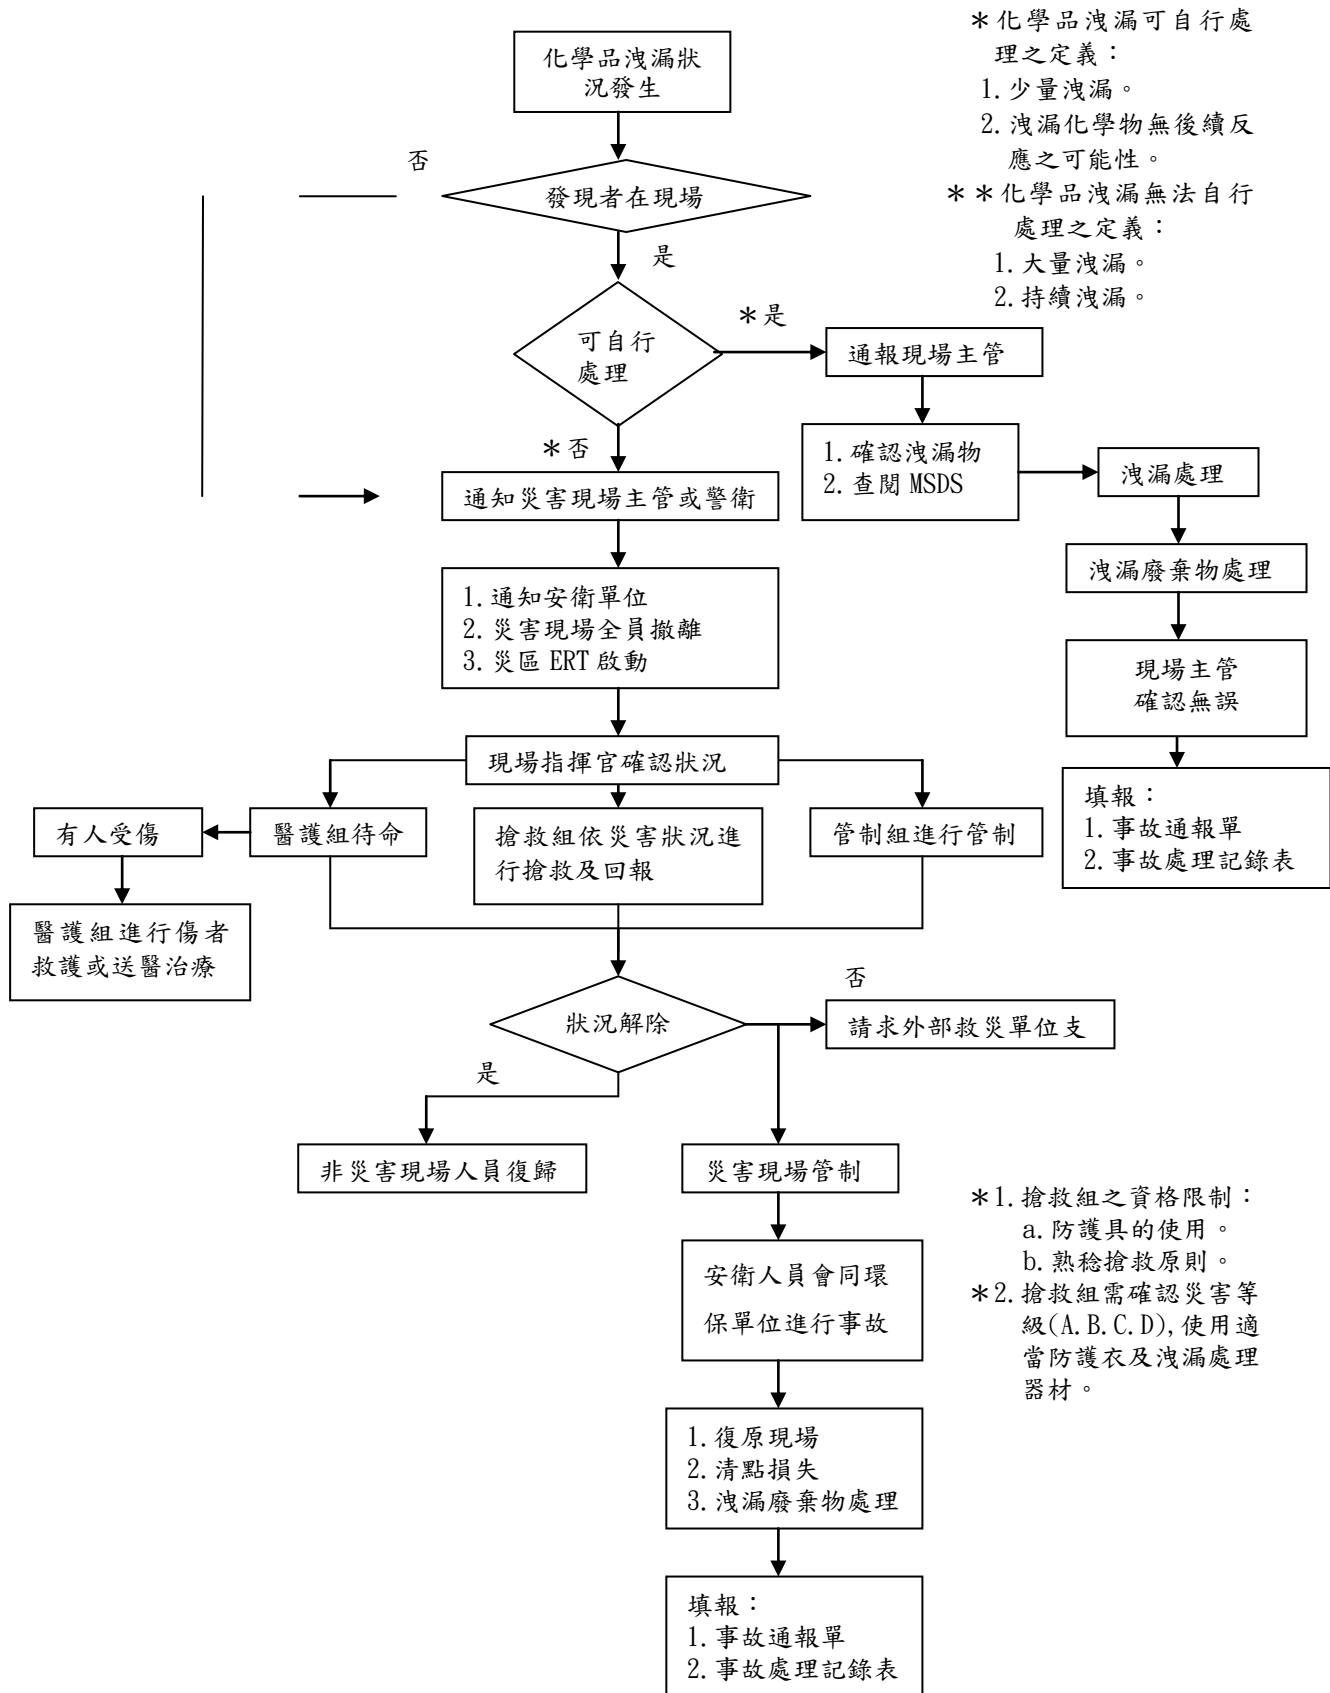 化學品洩漏狀
況發生
＊化學品洩漏可自行處
理之定義：
1.少量洩漏。
2.洩漏化學物無後續反
應之可能性。
＊＊化學品洩漏無法自行
處理之定義：
1.大量洩漏。
2.持續洩漏。
否
發現者在現場
是
可自行
處理
＊是
通報現場主管
＊否
1.確認洩漏物
2.查閱 MSDS
洩漏處理
通知災害現場主管或警衛
洩漏廢棄物處理
1.通知安衛單位
2.災害現場全員撤離
3.災區 ERT 啟動
現場主管
確認無誤
現場指揮官確認狀況
填報：
1.事故通報單
2.事故處理記錄表
有人受傷
醫護組待命
搶救組依災害狀況進
行搶救及回報
管制組進行管制
醫護組進行傷者
救護或送醫治療
狀況解除
否
請求外部救災單位支
是
非災害現場人員復歸
災害現場管制
＊1.搶救組之資格限制：
a.防護具的使用。
b.熟稔搶救原則。
＊2.搶救組需確認災害等
級(A.B.C.D),使用適
當防護衣及洩漏處理
器材。
安衛人員會同環
保單位進行事故
1.復原現場
2.清點損失
3.洩漏廢棄物處理
填報：
1.事故通報單
2.事故處理記錄表